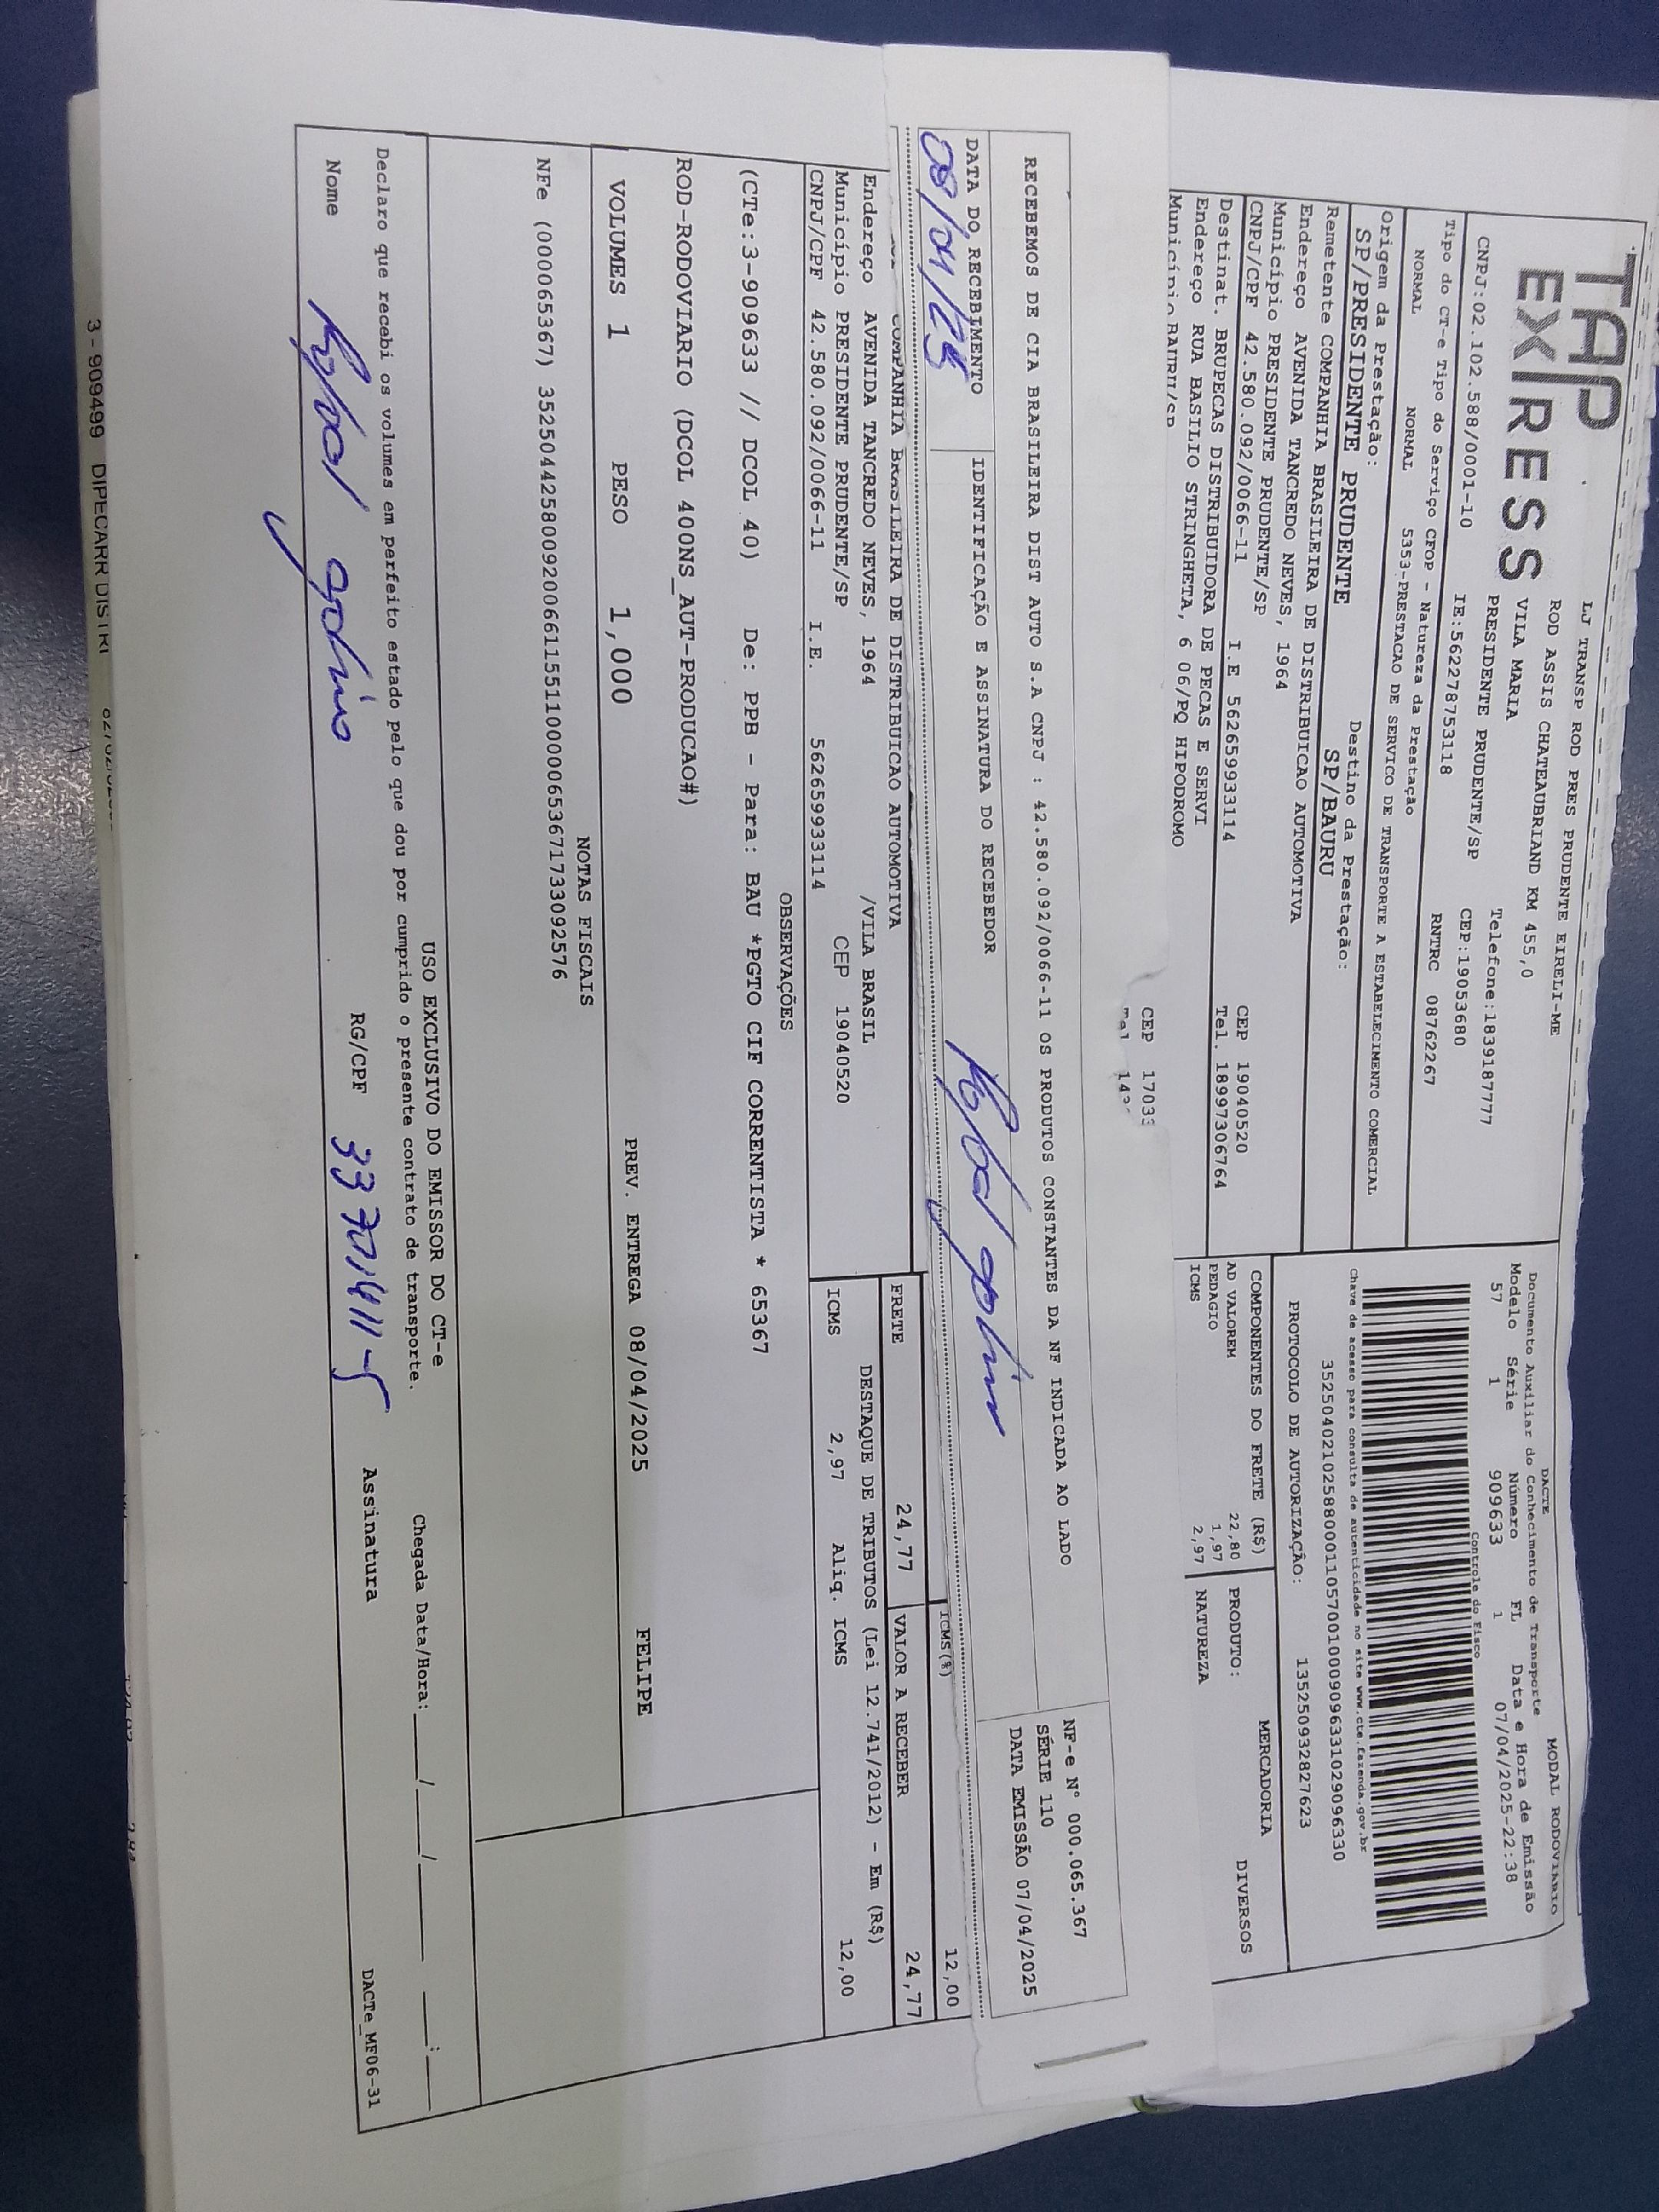 TAP
EXPRESS
LJ TRANSP ROD PRES PRUDENTE EIRELI-ME
ROD ASSIS CHATEAUBRIAND KM 455,0
VILA MARIA
PRESIDENTE PRUDENTE/SP
Telefone:1839187777
CNPJ:02.102.588/0001-10
IE:562278753118
CEP:19053680
Tipo do CT-e Tipo do Serviço CFOP - Natureza da Prestação
RNTRC 08762267
NORMAL NORMAL 5353-PRESTACAO DE SERVICO DE TRANSPORTE A ESTABELECIMENTO COMERCIAL
Origem da Prestação: Destino da Prestação:
SP/PRESIDENTE PRUDENTE SP/BAURU
Remetente COMPANHIA BRASILEIRA DE DISTRIBUICAO AUTOMOTIVA
Endereço AVENIDA TANCREDO NEVES, 1964
Município PRESIDENTE PRUDENTE/SP CEP 19040520
CNPJ/CPF 42.580.092/0066-11 I.E 562659933114 Tel. 18997306764
Destinat. BRUPECAS DISTRIBUIDORA DE PECAS E SERVI
Endereço RUA BASILIO STRINGHETA, 6 06/PQ HIPODROMO
Município BAURU/SP CEP 17033
MODAL RODOVIARIO
DACTE
Documento Auxiliar do Conhecimento de Transporte
Modelo Série Número FL Data e Hora de Emissão
57 1 909633 1 07/04/2025-22:38
Controle do Fisco
Chave de acesso para consulta de autenticidade no site www.cte.fazenda.gov.br
35250402102588000110570010009096331029096330
PROTOCOLO DE AUTORIZAÇÃO: 135250932827623
COMPONENTES DO FRETE (R$) MERCADORIA
AD VALOREM 22,80
PEDAGIO 1,97
ICMS 2,97
PRODUTO: DIVERSOS
NATUREZA
RECEBEMOS DE CIA BRASILEIRA DIST AUTO S.A CNPJ : 42.580.092/0066-11 OS PRODUTOS CONSTANTES DA NF INDICADA AO LADO
DATA DO RECEBIMENTO IDENTIFICAÇÃO E ASSINATURA DO RECEBEDOR
08/04/25
NF-e N° 000.065.367
SÉRIE 110
DATA EMISSÃO 07/04/2025
ICMS(%) 12,00
COMPANHIA BRASILEIRA DE DISTRIBUICAO AUTOMOTIVA
Endereço AVENIDA TANCREDO NEVES, 1964 /VILA BRASIL
Município PRESIDENTE PRUDENTE/SP CEP 19040520
CNPJ/CPF 42.580.092/0066-11 I.E. 562659933114
FRETE 24,77 VALOR A RECEBER 24,77
DESTAQUE DE TRIBUTOS (Lei 12.741/2012) - Em (R$)
ICMS 2,97 Aliq. ICMS 12,00
OBSERVAÇÕES
(CTe:3-909633 // DCOL 40) De: PPB - Para: BAU *PGTO CIF CORRENTISTA * 65367
ROD-RODOVIARIO (DCOL 400NS_AUT-PRODUCAO#)
VOLUMES 1 PESO 1,000 PREV. ENTREGA 08/04/2025 FELIPE
NOTAS FISCAIS
NFe (000065367) 35250442580092006611551100000653671733092576
USO EXCLUSIVO DO EMISSOR DO CT-e
Declaro que recebi os volumes em perfeito estado pelo que dou por cumprido o presente contrato de transporte. Chegada Data/Hora: ___/___/___ __:__
Nome RG/CPF Assinatura
DACTe_MF06-31
3 - 909499 DIPECARR DISTRI